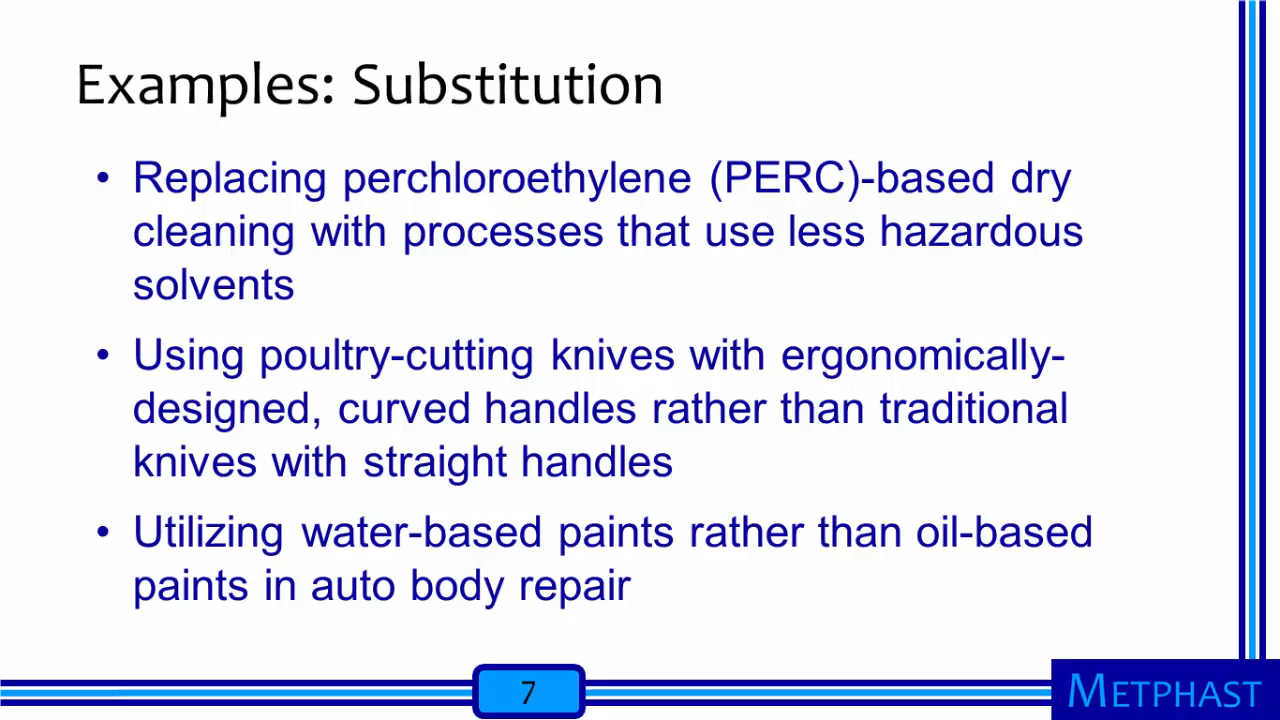 Examples: Substitution
• Replacing perchloroethylene (PERC)-based dry
cleaning with processes that use less hazardous
solvents
• Using poultry-cutting knives with ergonomically-
designed, curved handles rather than traditional
knives with straight handles
• Utilizing water-based paints rather than oil-based
paints in auto body repair
7
METPHAST